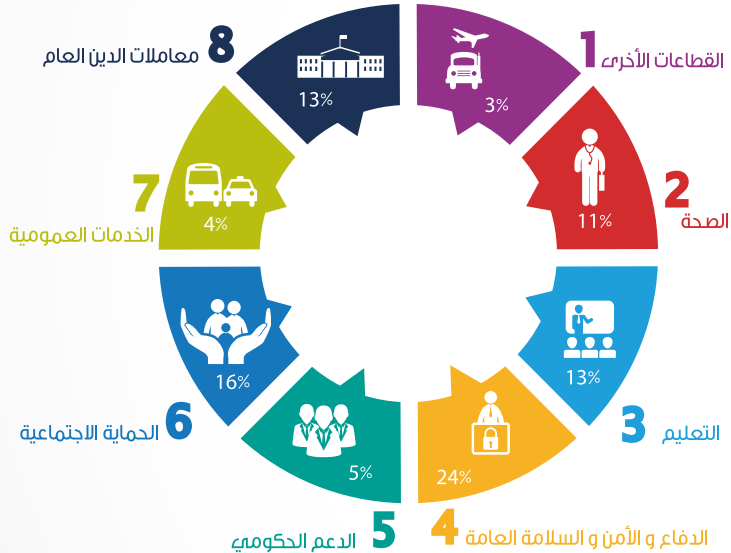 1 القطاعات الأخرى
3%
2
الصحة
11%
3 التعليم
13%
4 الدفاع و الأمن و السلامة العامة
24%
5 الدعم الحكومي
5%
6 الحماية الاجتماعية
16%
7
الخدمات العمومية
4%
8 معاملات الدين العام
13%